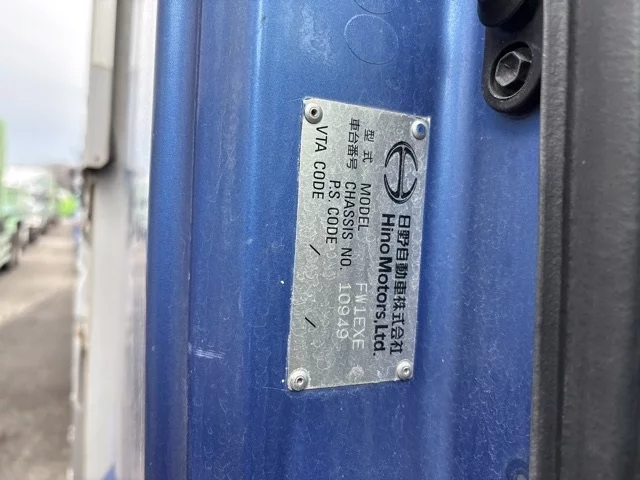 日野自動車株式会社
Hino Motors, Ltd.
型式 MODEL FW1EXE
車台番号 CHASSIS NO. 10949
P.S. CODE /
VTA CODE /